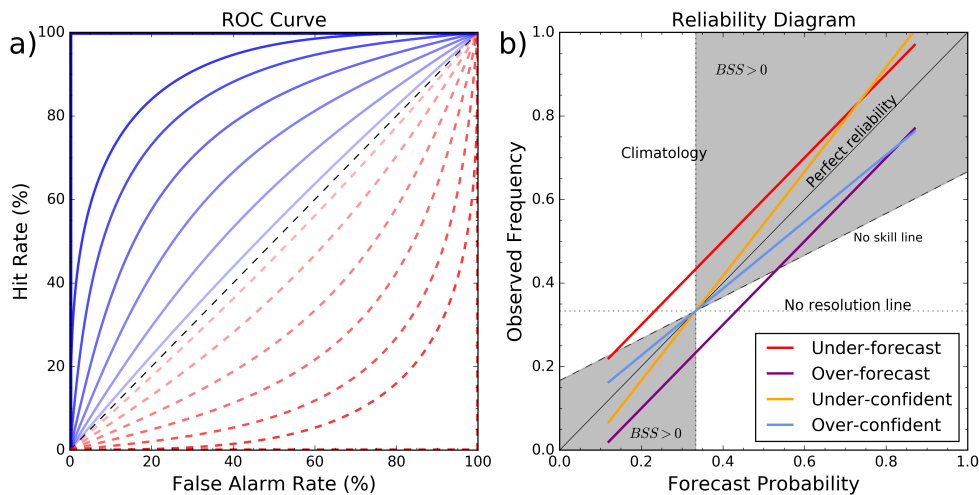 a)
ROC Curve
100
80
60
40
20
0
0
20
40
60
80
100
Hit Rate (%)
False Alarm Rate (%)
b)
Reliability Diagram
1.0
0.8
0.6
0.4
0.2
0.0
0.0
0.2
0.4
0.6
0.8
1.0
Observed Frequency
Forecast Probability
BSS > 0
Climatology
Perfect reliability
No skill line
No resolution line
BSS > 0
Under-forecast
Over-forecast
Under-confident
Over-confident